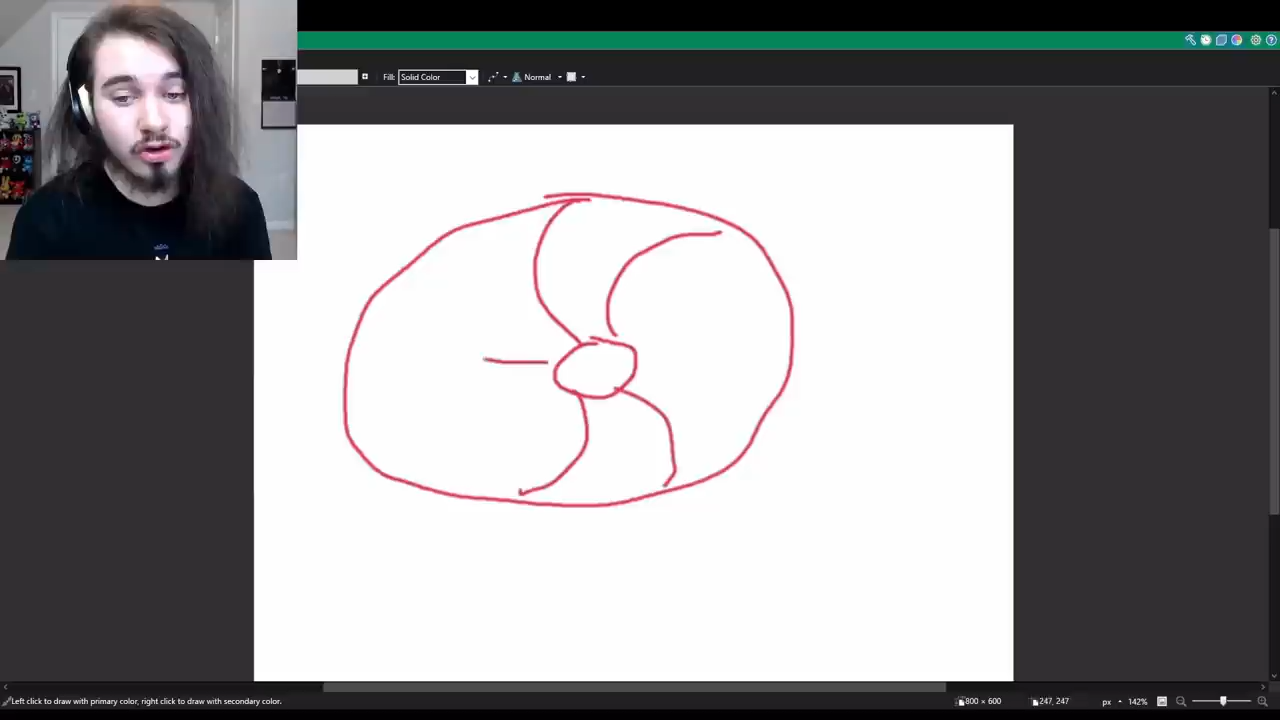 Fill: Solid Color Normal
Left click to draw with primary color, right click to draw with secondary color. 800 × 600 247, 247 px 142%